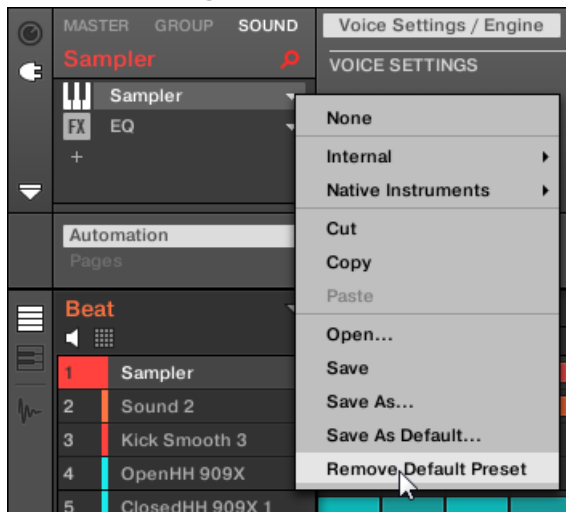 MASTER GROUP SOUND
Sampler
Sampler
FX EQ
+
Automation
Pages
Beat
1 Sampler
2 Sound 2
3 Kick Smooth 3
4 OpenHH 909X
5 ClosedHH 909X 1
Voice Settings / Engine
VOICE SETTINGS
None
Internal
Native Instruments
Cut
Copy
Paste
Open...
Save
Save As...
Save As Default...
Remove Default Preset